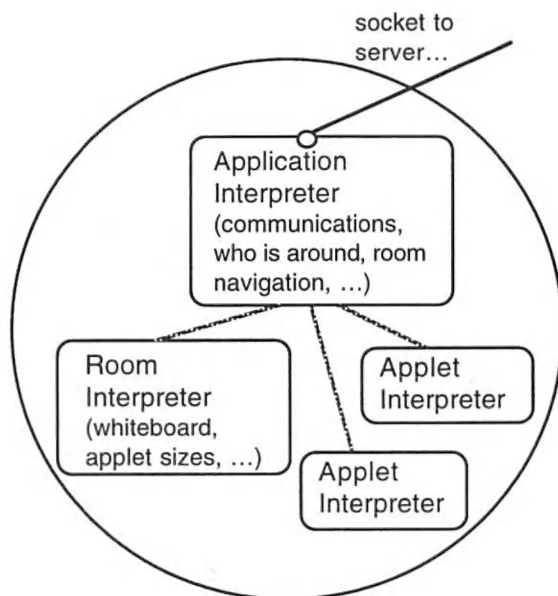 socket to
server...
Application
Interpreter
(communications,
who is around, room
navigation, ...)
Room
Interpreter
(whiteboard,
applet sizes, ...)
Applet
Interpreter
Applet
Interpreter